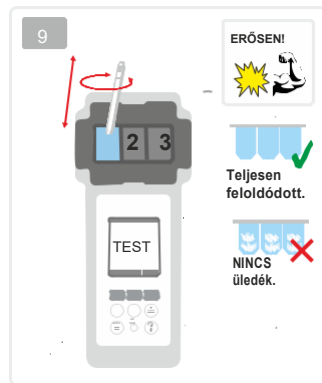 9
ERŐSEN!
2 3
Teljesen
feloldódott.
TEST
NINCS
üledék.